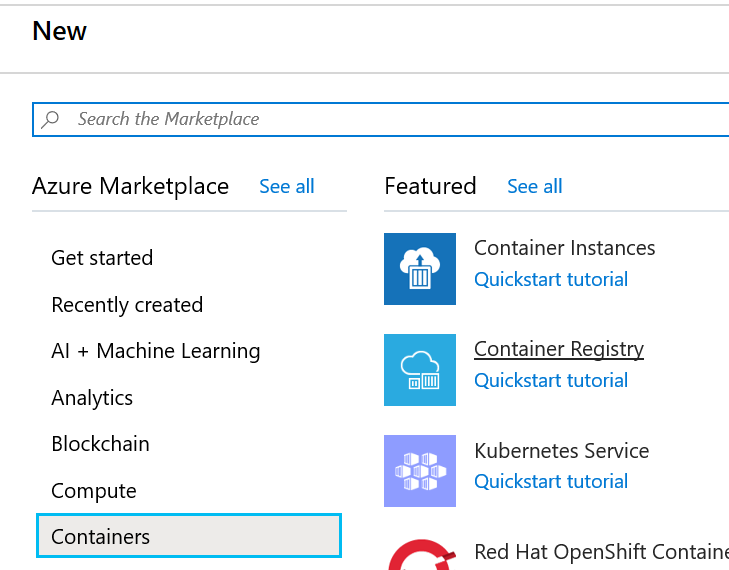 New
Search the Marketplace
Azure Marketplace See all
Get started
Recently created
AI + Machine Learning
Analytics
Blockchain
Compute
Containers
Featured See all
Container Instances
Quickstart tutorial
Container Registry
Quickstart tutorial
Kubernetes Service
Quickstart tutorial
Red Hat OpenShift